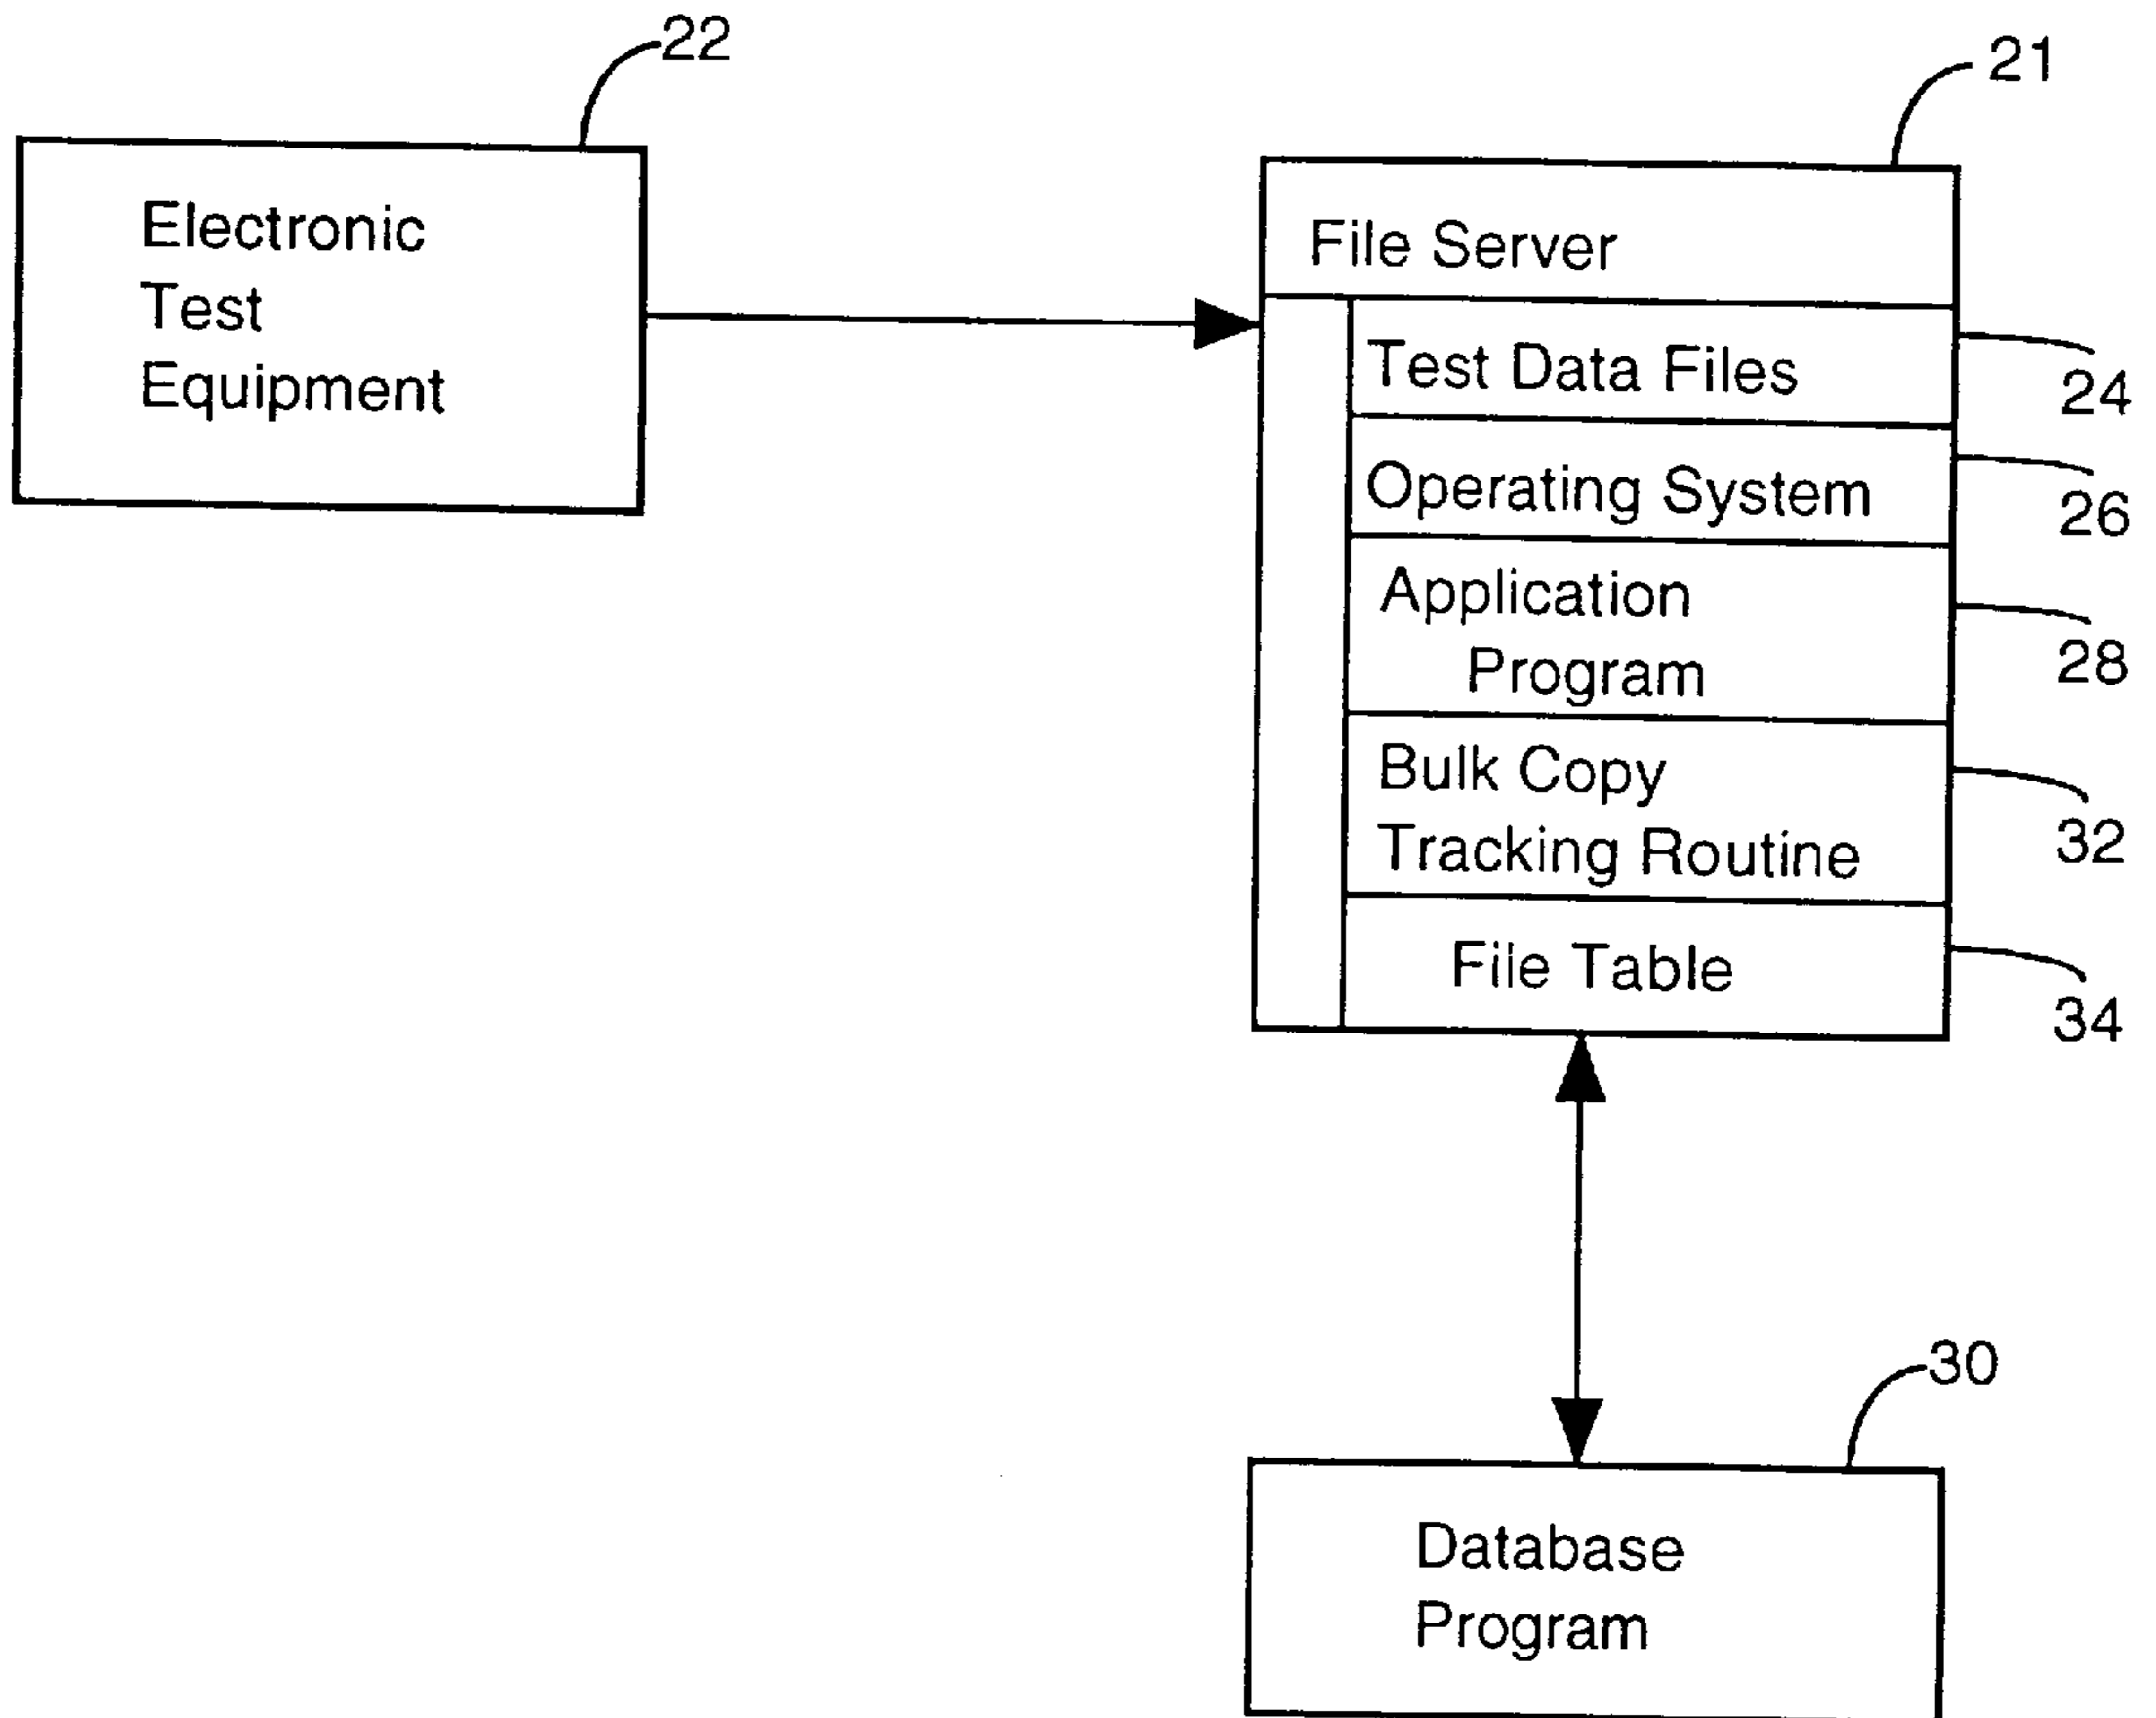 22
21
Electronic
Test
Equipment
File Server
Test Data Files
24
Operating System
26
Application
Program
28
Bulk Copy
Tracking Routine
32
File Table
34
30
Database
Program